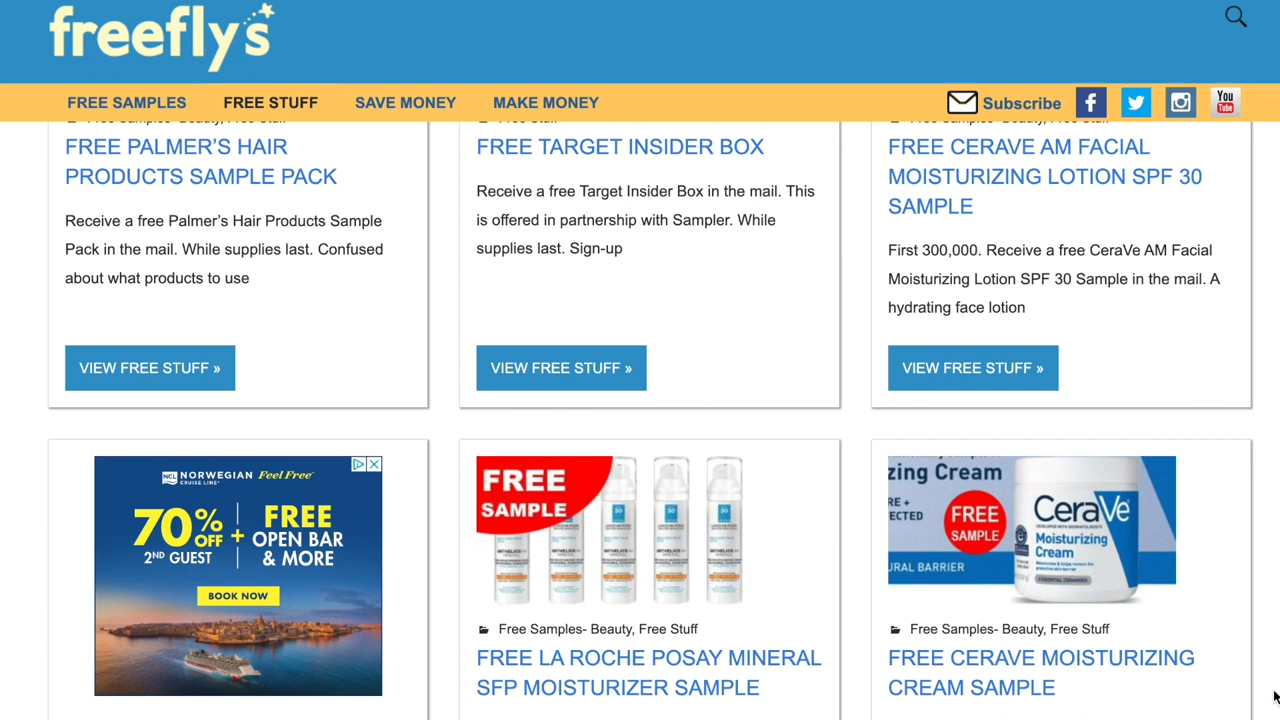 freefly's
FREE SAMPLES
FREE STUFF
SAVE MONEY
MAKE MONEY
Subscribe
You
Tube
FREE PALMER'S HAIR
PRODUCTS SAMPLE PACK
Receive a free Palmer's Hair Products Sample
Pack in the mail. While supplies last. Confused
about what products to use
VIEW FREE STUFF »
FREE TARGET INSIDER BOX
Receive a free Target Insider Box in the mail. This
is offered in partnership with Sampler. While
supplies last. Sign-up
VIEW FREE STUFF »
FREE CERAVE AM FACIAL
MOISTURIZING LOTION SPF 30
SAMPLE
First 300,000. Receive a free CeraVe AM Facial
Moisturizing Lotion SPF 30 Sample in the mail. A
hydrating face lotion
VIEW FREE STUFF »
NCL NORWEGIAN Feel Free
CRUISE LINE
70% OFF
2ND GUEST
+
FREE
OPEN BAR
& MORE
BOOK NOW
FREE
SAMPLE
Free Samples- Beauty, Free Stuff
FREE LA ROCHE POSAY MINERAL
SFP MOISTURIZER SAMPLE
zing Cream
RE +
ECTED
FREE
SAMPLE
URAL BARRIER
CeraVe
Moisturizing
Cream
Free Samples- Beauty, Free Stuff
FREE CERAVE MOISTURIZING
CREAM SAMPLE